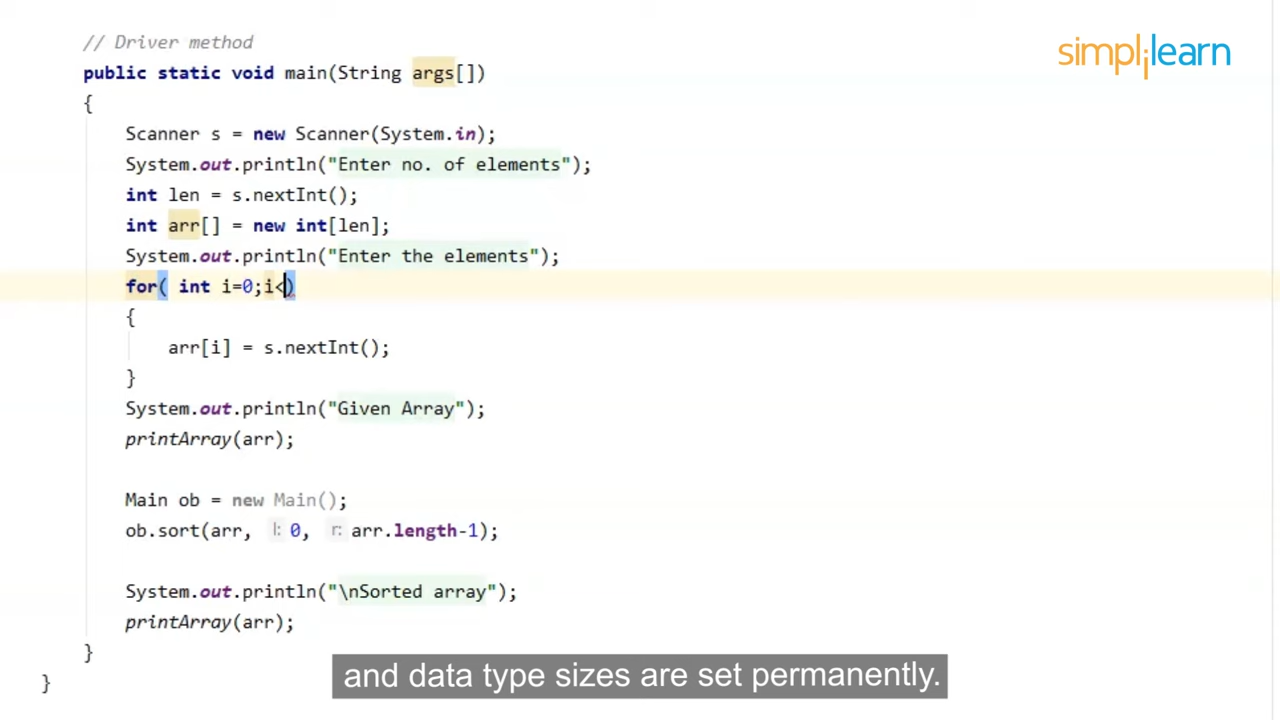 // Driver method
simplilearn
public static void main(String args[])
{
Scanner s = new Scanner(System.in);
System.out.println("Enter no. of elements");
int len = s.nextInt();
int arr[] = new int[len];
System.out.println("Enter the elements");
for( int i=0;i<)
{
arr[i] = s.nextInt();
}
System.out.println("Given Array");
printArray(arr);
Main ob = new Main();
ob.sort(arr, l: 0, r: arr.length-1);
System.out.println("\nSorted array");
printArray(arr);
}
}
and data type sizes are set permanently.